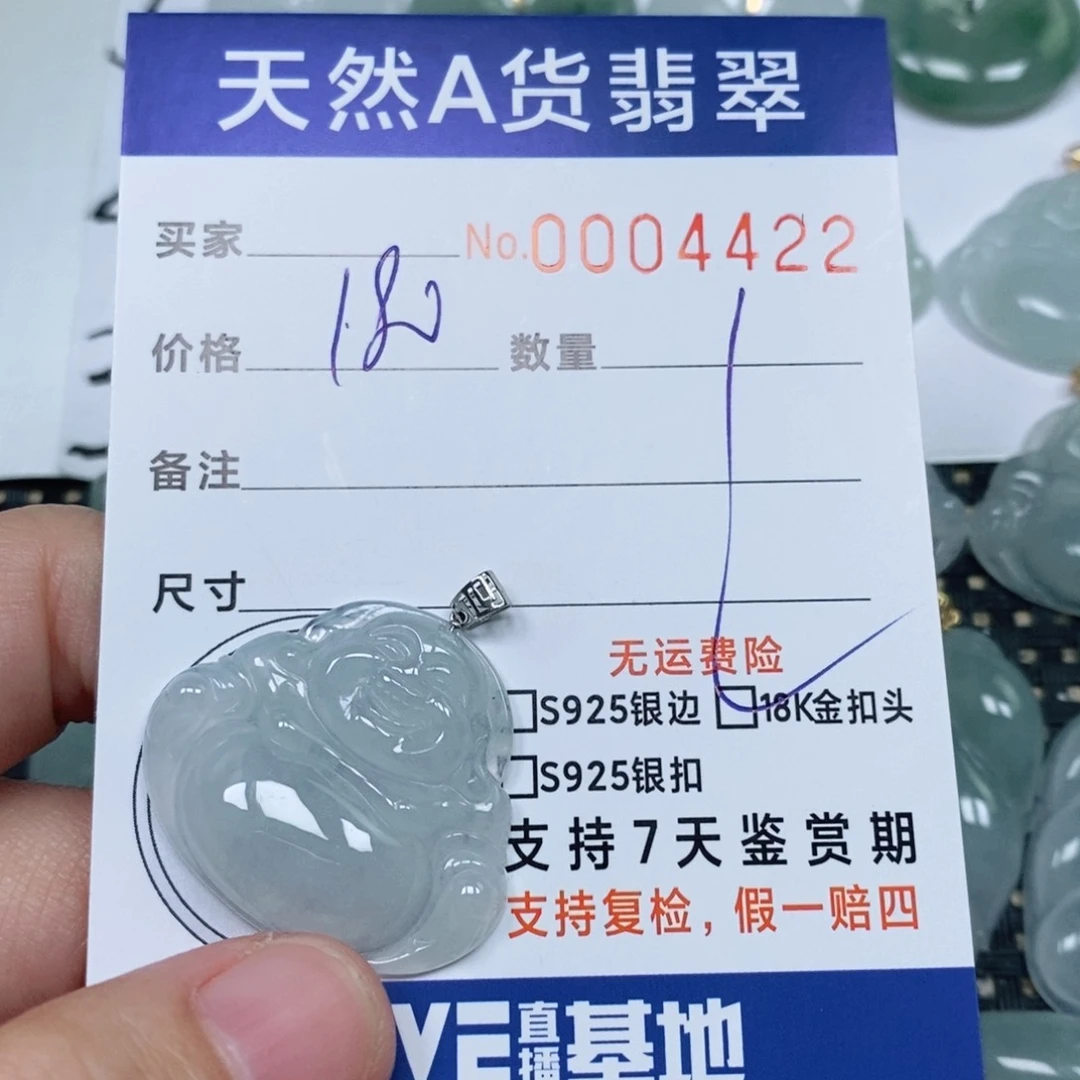 天然A货翡翠
买家 No.0004422
价格 180 数量
备注
尺寸
无运费险
S925银边 18K金扣头
S925银扣
支持7天鉴赏期
支持复检，假一赔四
VE直播基地